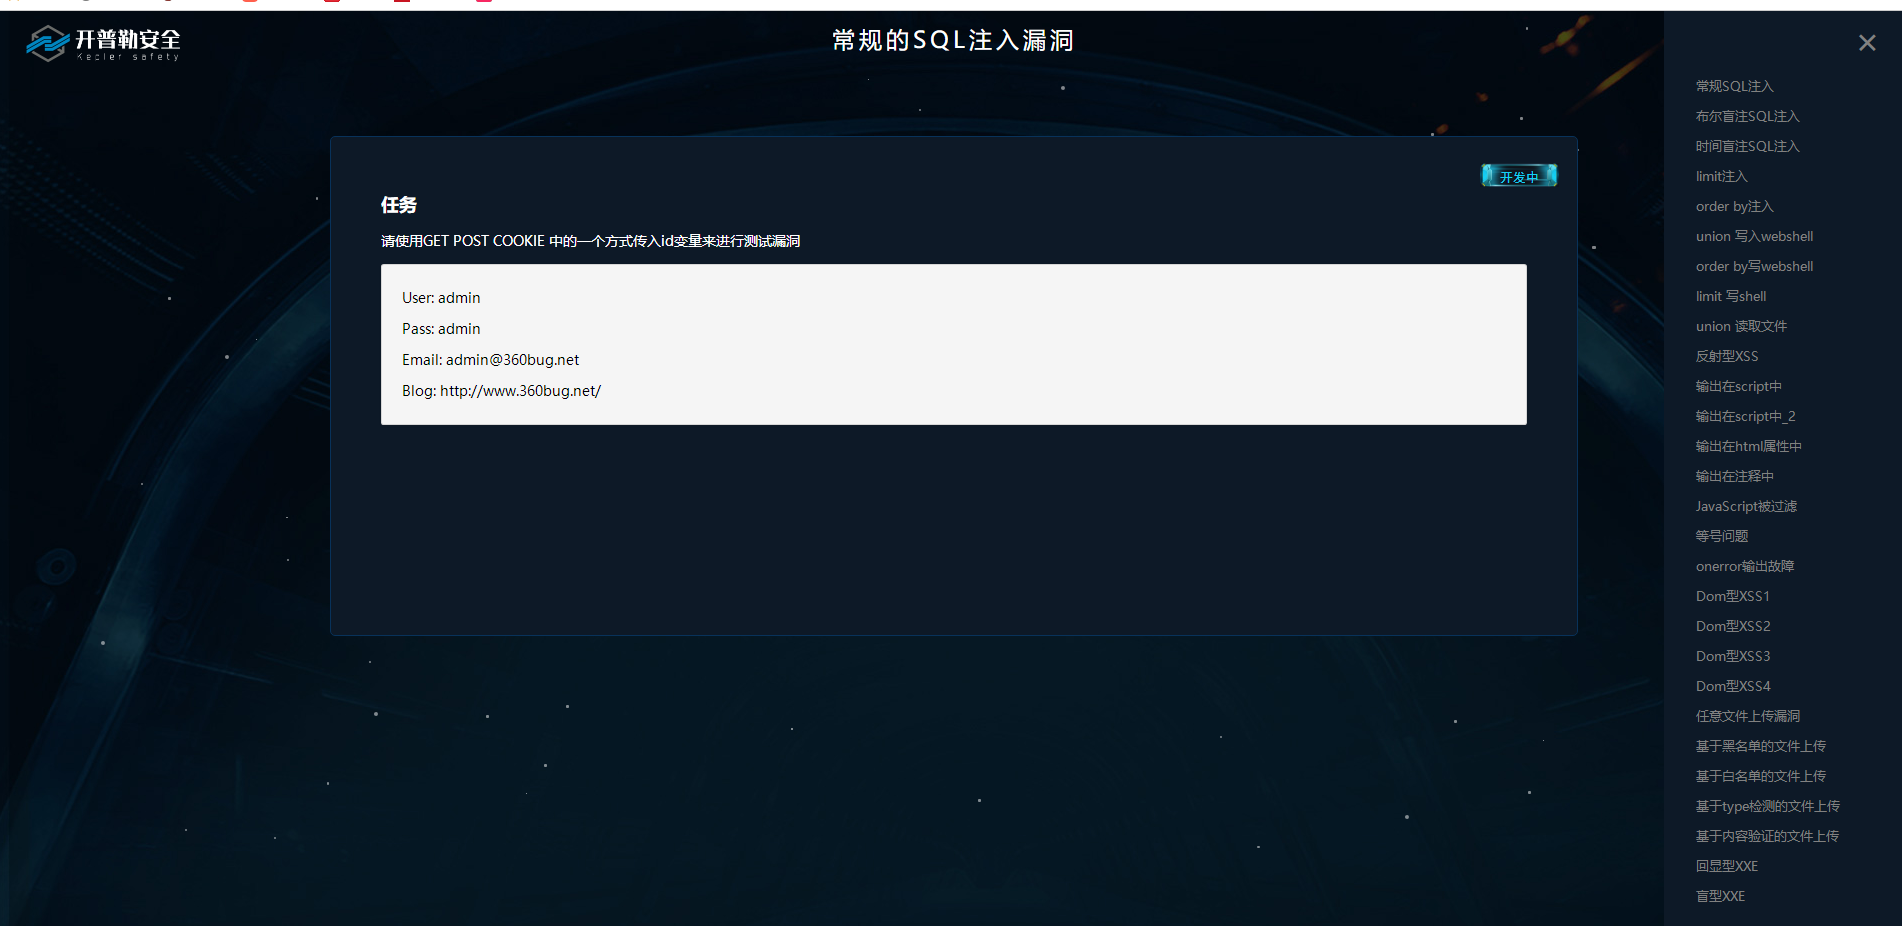 开普勒安全
Kepler safety
常规的SQL注入漏洞
开发中...
任务
请使用GET POST COOKIE 中的一个方式传入id变量来进行测试漏洞
User: admin
Pass: admin
Email: admin@360bug.net
Blog: http://www.360bug.net/
常规SQL注入
布尔盲注SQL注入
时间盲注SQL注入
limit注入
order by注入
union 写入webshell
order by写webshell
limit 写shell
union 读取文件
反射型XSS
输出在script中
输出在script中_2
输出在html属性中
输出在注释中
JavaScript被过滤
等号问题
onerror输出故障
Dom型XSS1
Dom型XSS2
Dom型XSS3
Dom型XSS4
任意文件上传漏洞
基于黑名单的文件上传
基于白名单的文件上传
基于type检测的文件上传
基于内容验证的文件上传
回显型XXE
盲型XXE